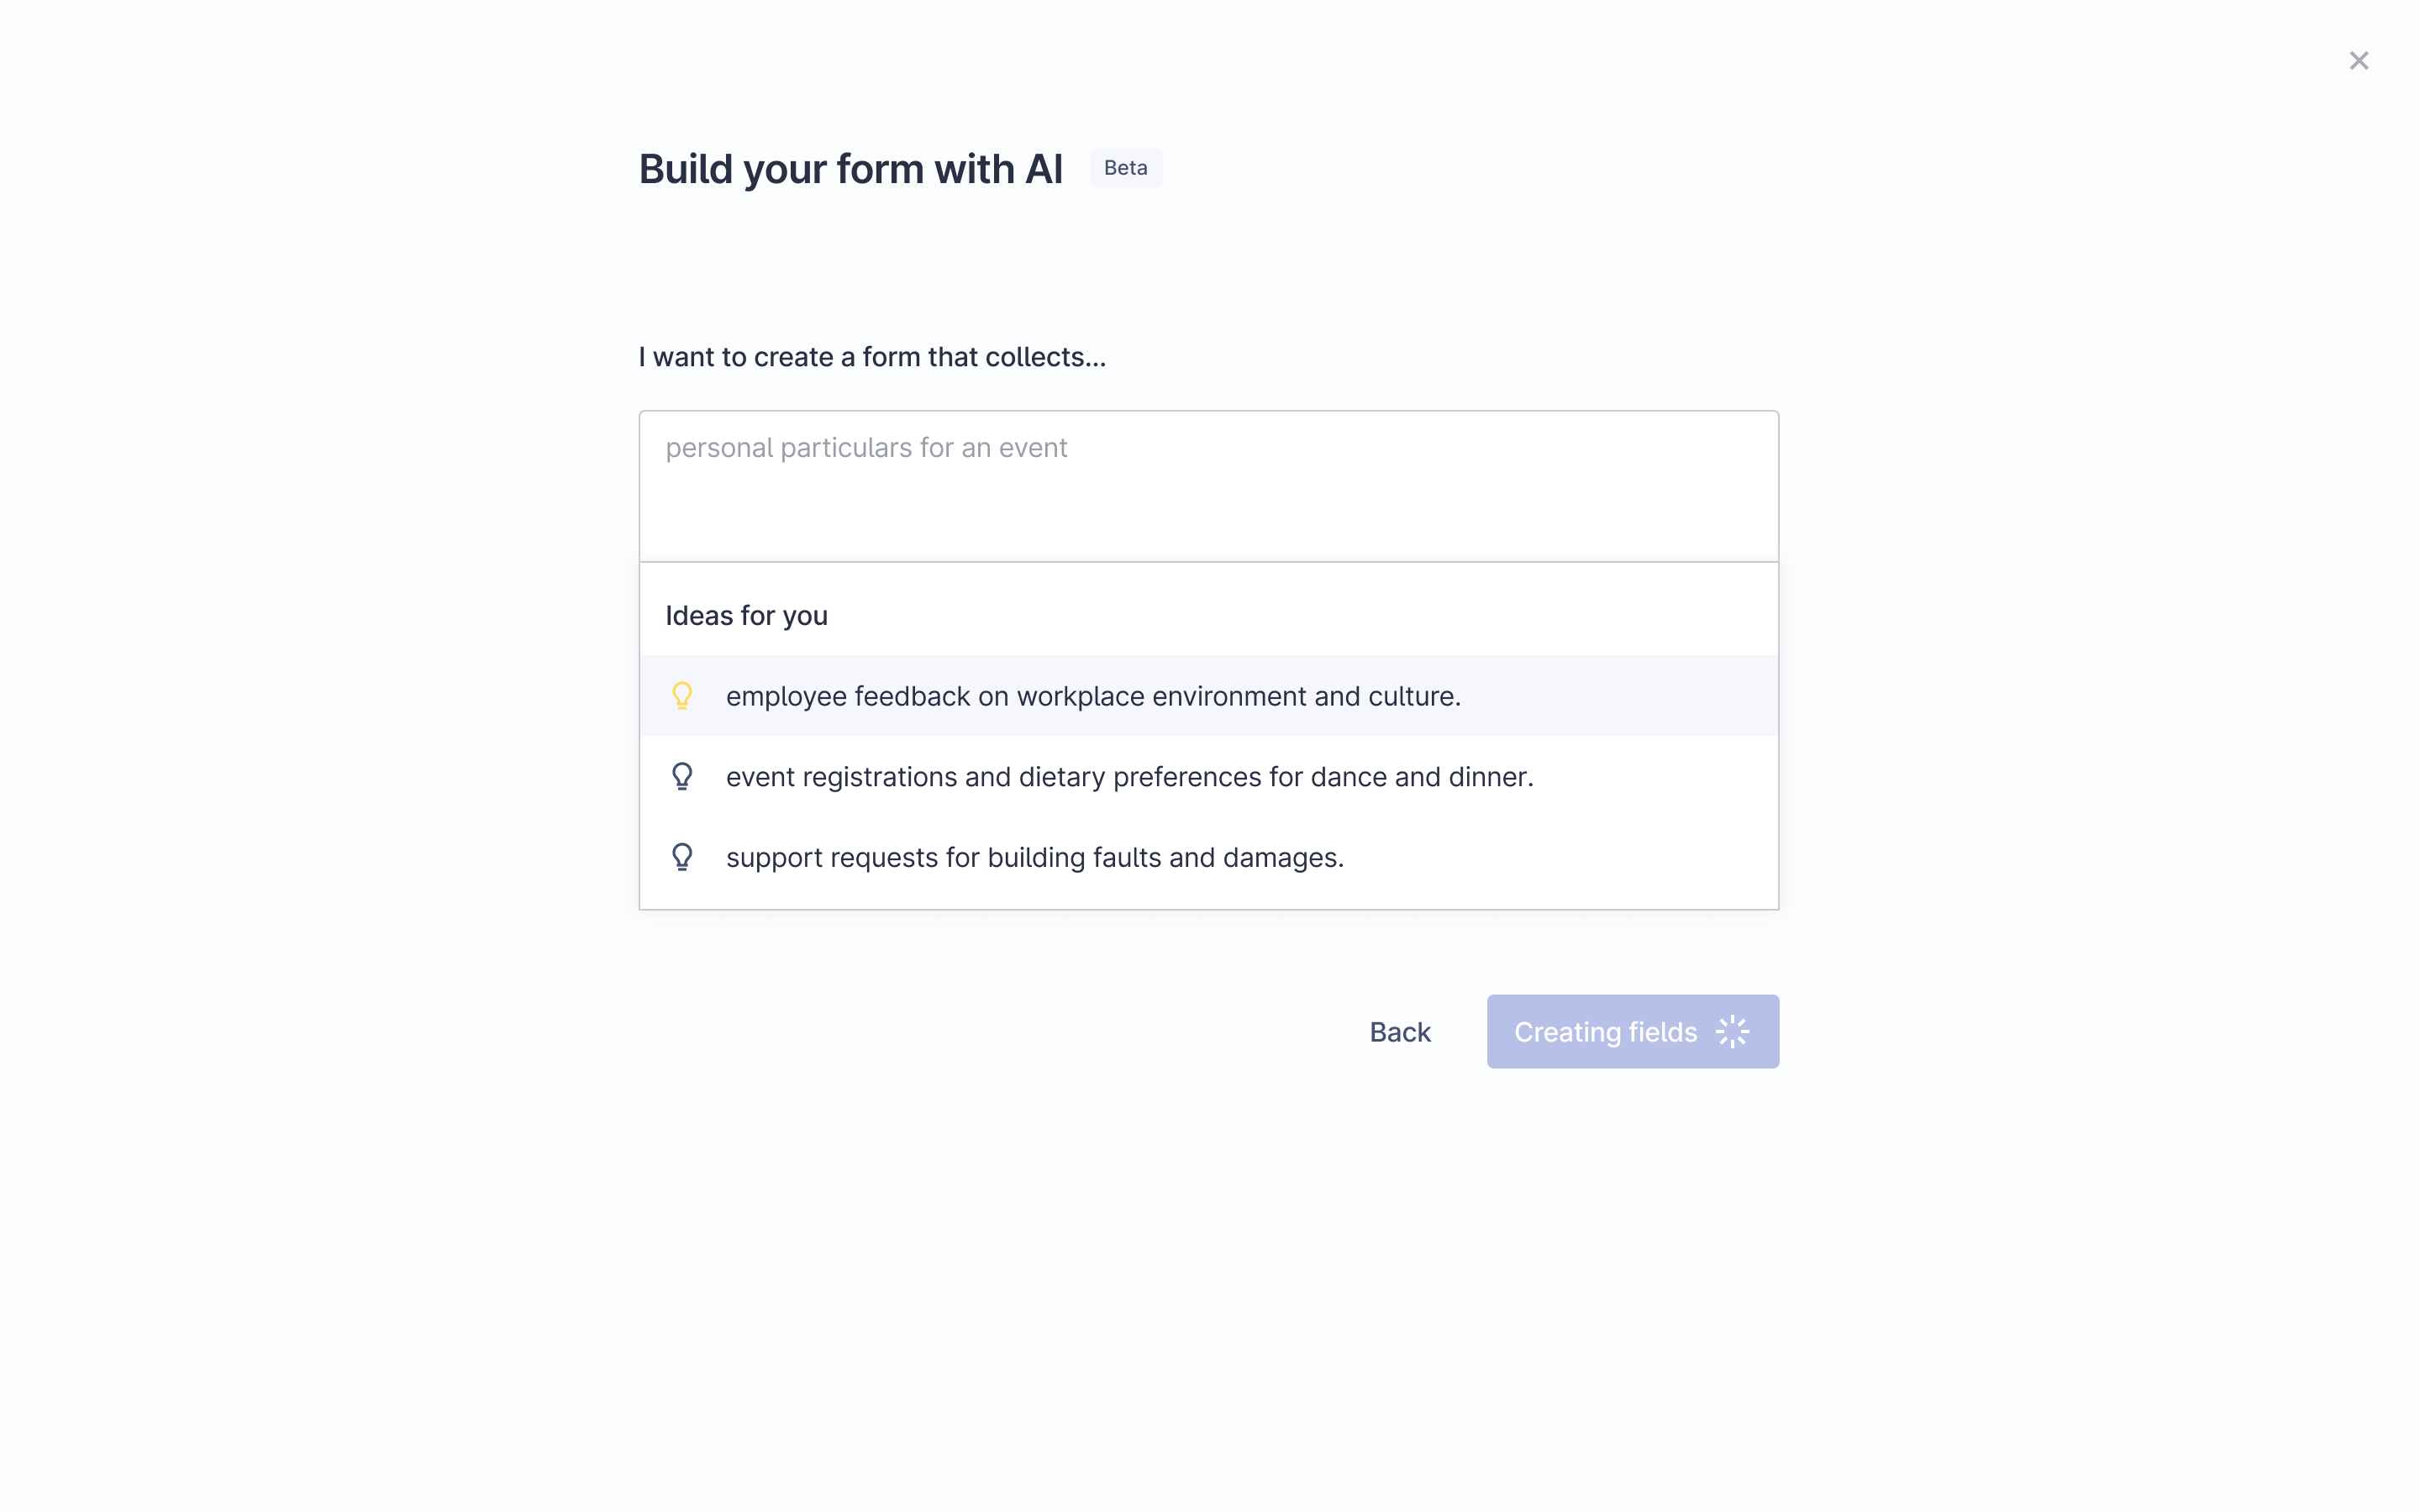 Build your form with AI Beta
I want to create a form that collects...
personal particulars for an event
Ideas for you
employee feedback on workplace environment and culture.
event registrations and dietary preferences for dance and dinner.
support requests for building faults and damages.
Back Creating fields